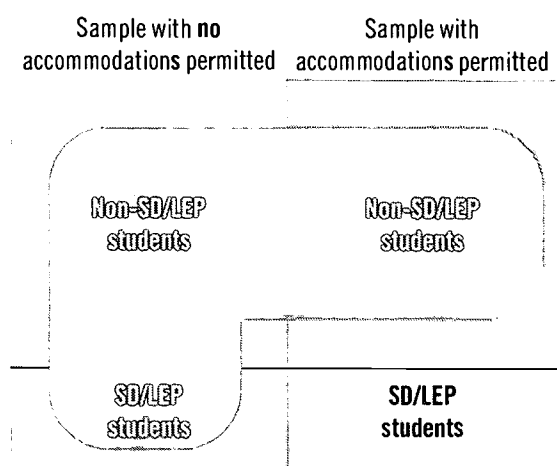 Sample with no
accommodations permitted
Sample with
accommodations permitted
Non-SD/LEP
students
Non-SD/LEP
students
SD/LEP
students
SD/LEP
students